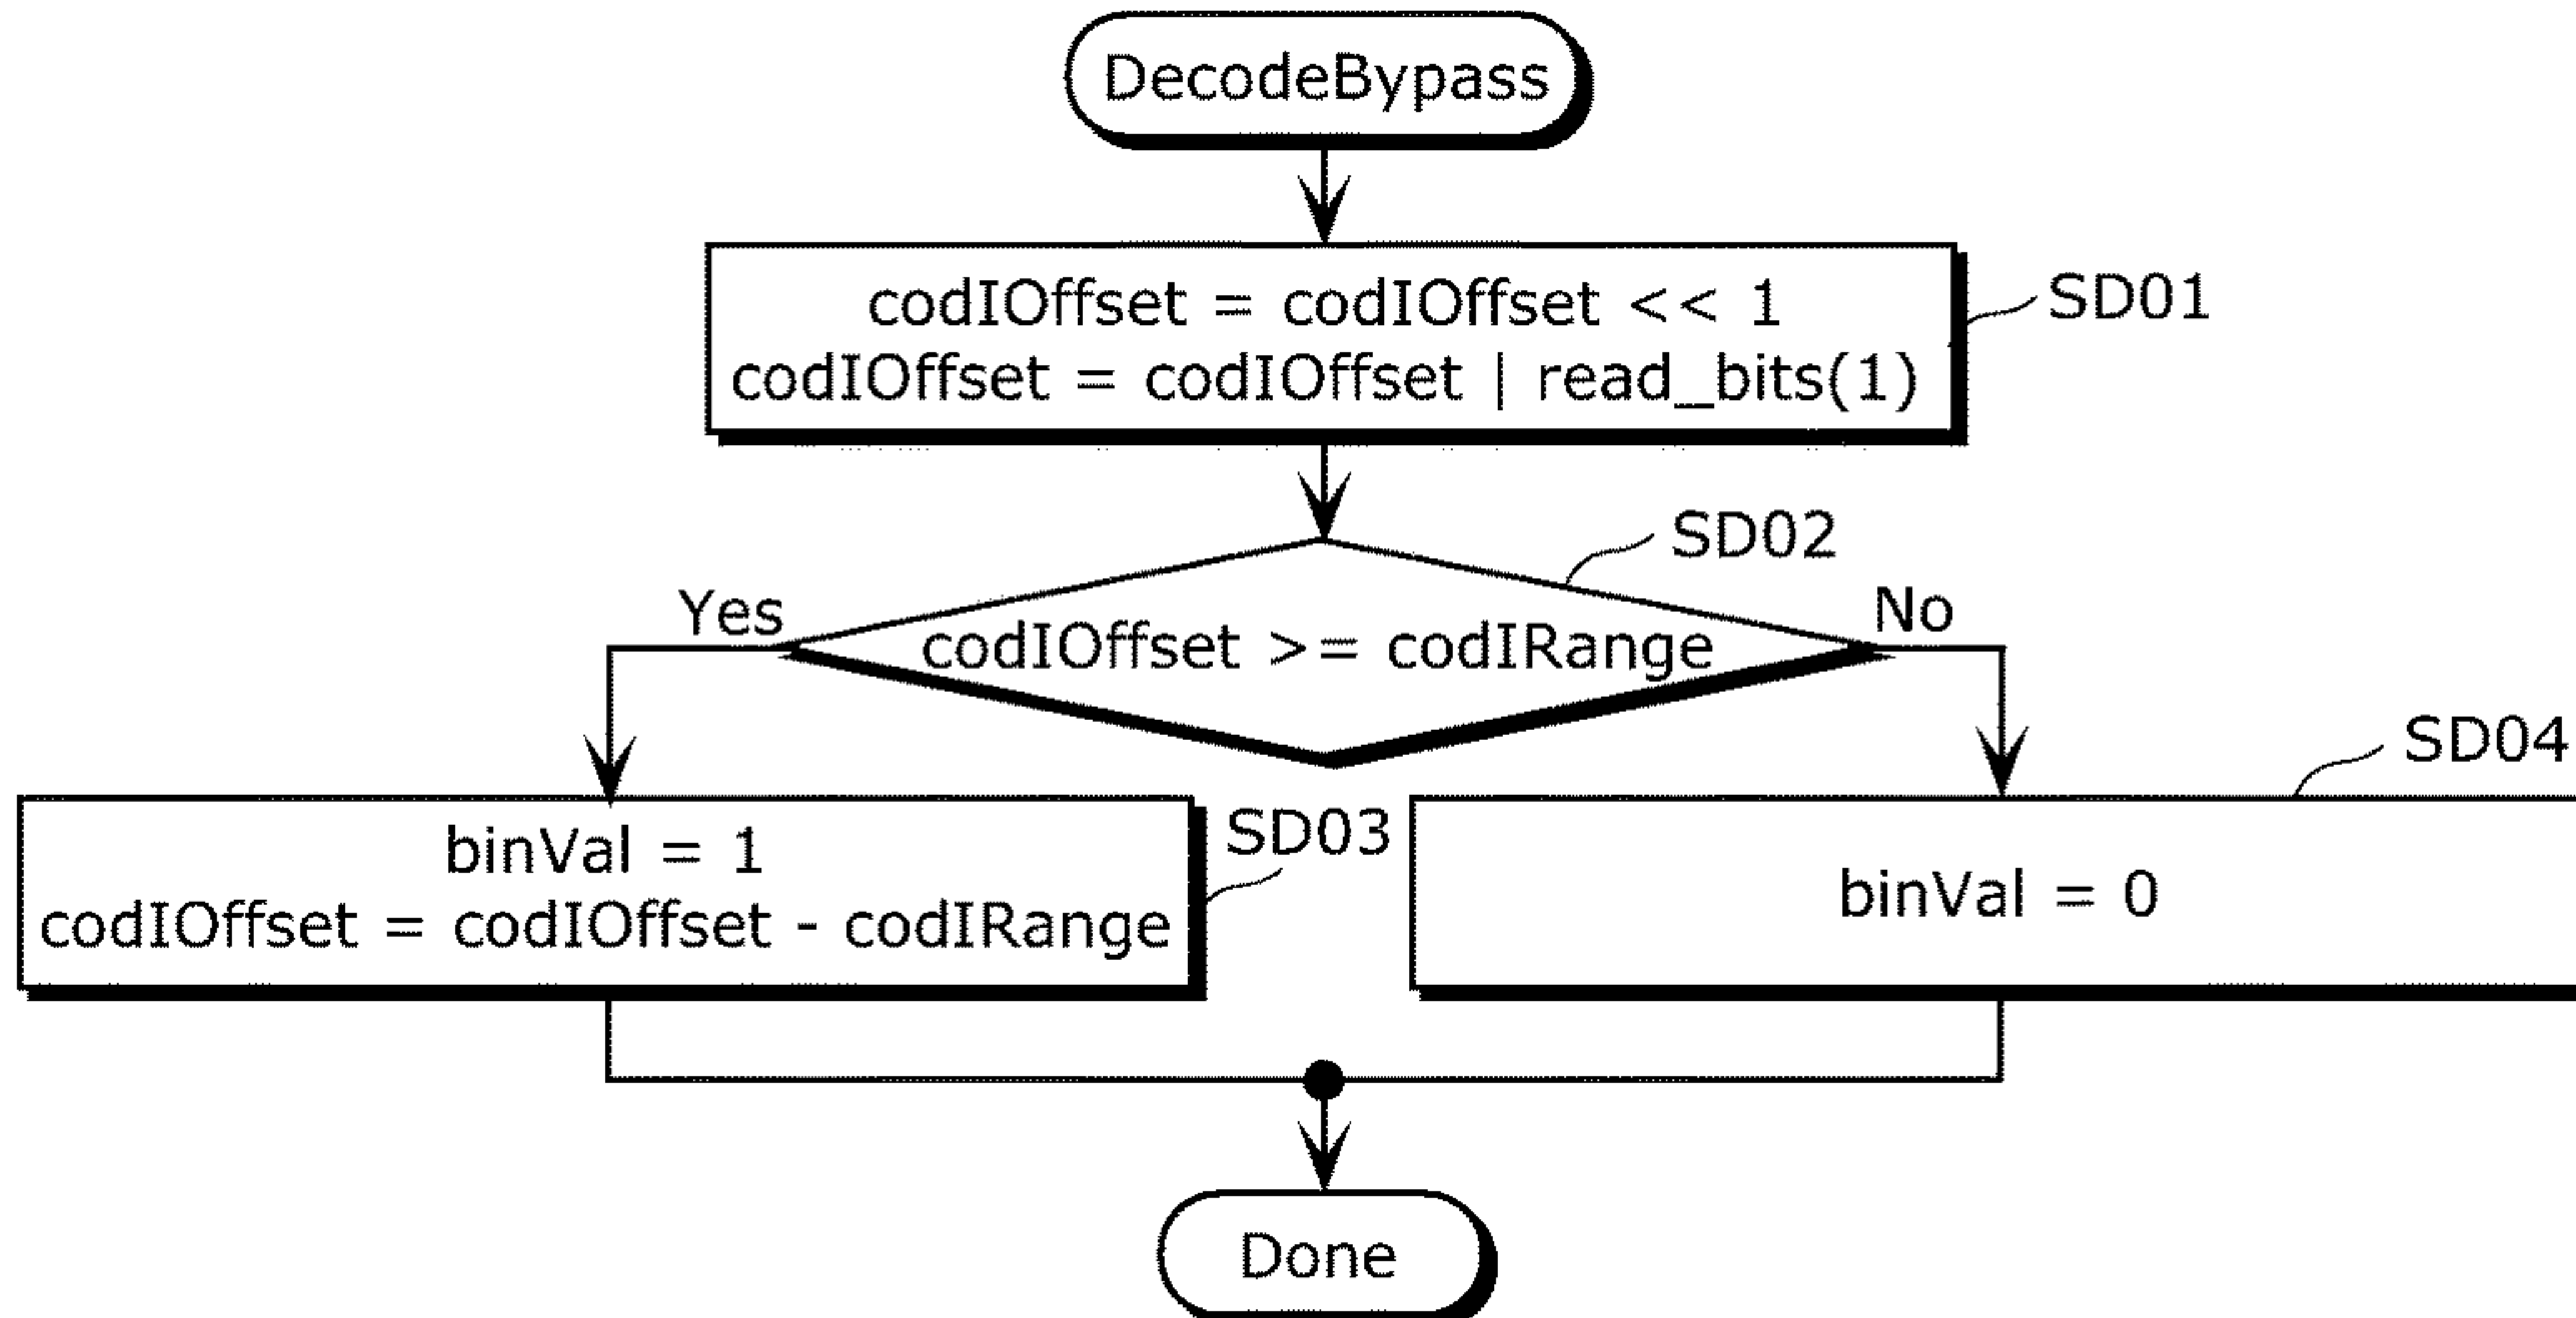 DecodeBypass
codIOffset = codIOffset << 1
codIOffset = codIOffset | read_bits(1)
SD01
SD02
Yes
codIOffset >= codIRange
No
SD04
SD03
binVal = 1
codIOffset = codIOffset - codIRange
binVal = 0
Done